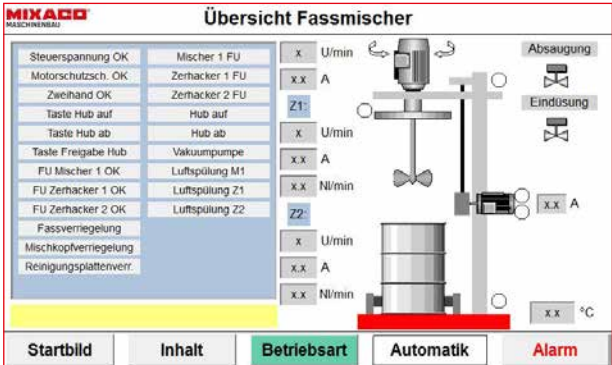 MIXACO
MASCHINENBAU
Übersicht Fassmischer
Steuerspannung OK
Mischer 1 FU
Motorschutzsch. OK
Zerhacker 1 FU
Zweihand OK
Zerhacker 2 FU
Taste Hub auf
Hub auf
Taste Hub ab
Hub ab
Taste Freigabe Hub
Vakuumpumpe
FU Mischer 1 OK
Luftspülung M1
FU Zerhacker 1 OK
Luftspülung Z1
FU Zerhacker 2 OK
Luftspülung Z2
Fassverriegelung
Mischkopfverriegelung
Reinigungsplattenverr.
x U/min
x.x A
Z1:
x U/min
x.x A
x.x Nl/min
Z2:
x U/min
x.x A
x.x Nl/min
Absaugung
Eindüsung
x.x A
x.x °C
Startbild
Inhalt
Betriebsart
Automatik
Alarm